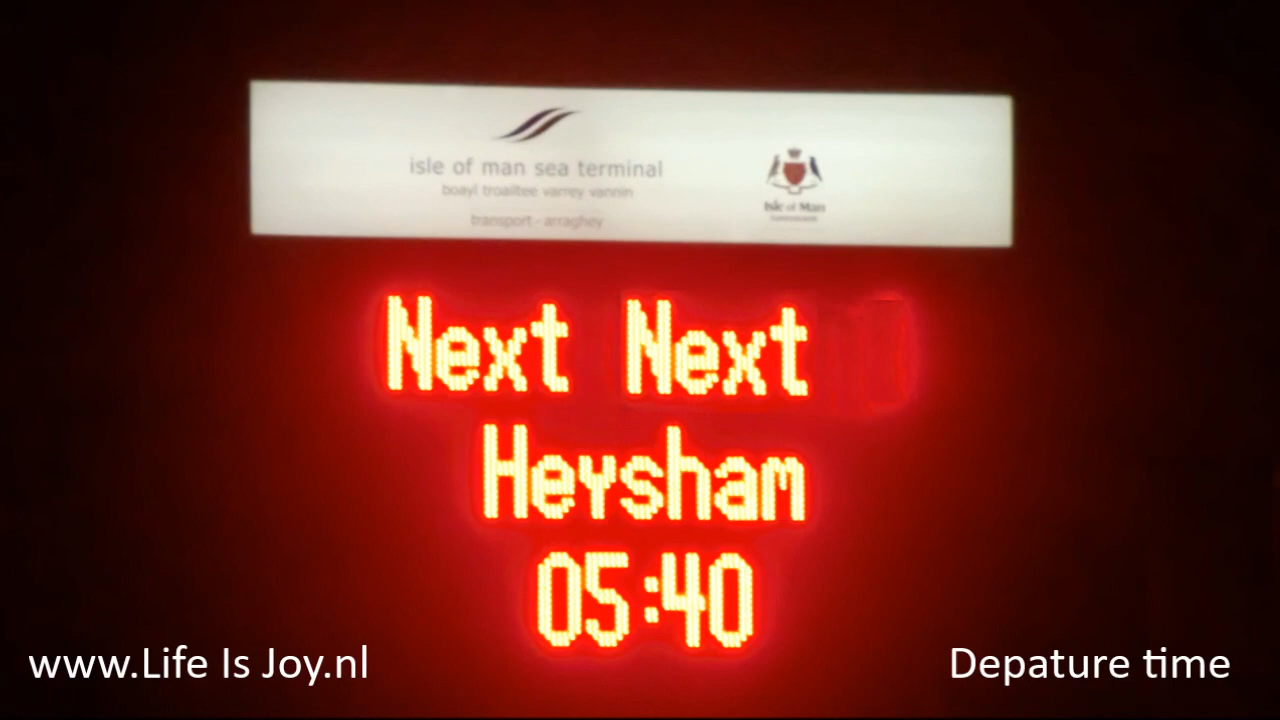 isle of man sea terminal
boayl troailtee varrey vannin
transport - arraghey
Isle of Man
Government
Next Next
Heysham
05:40
www.Life Is Joy.nl
Depature time